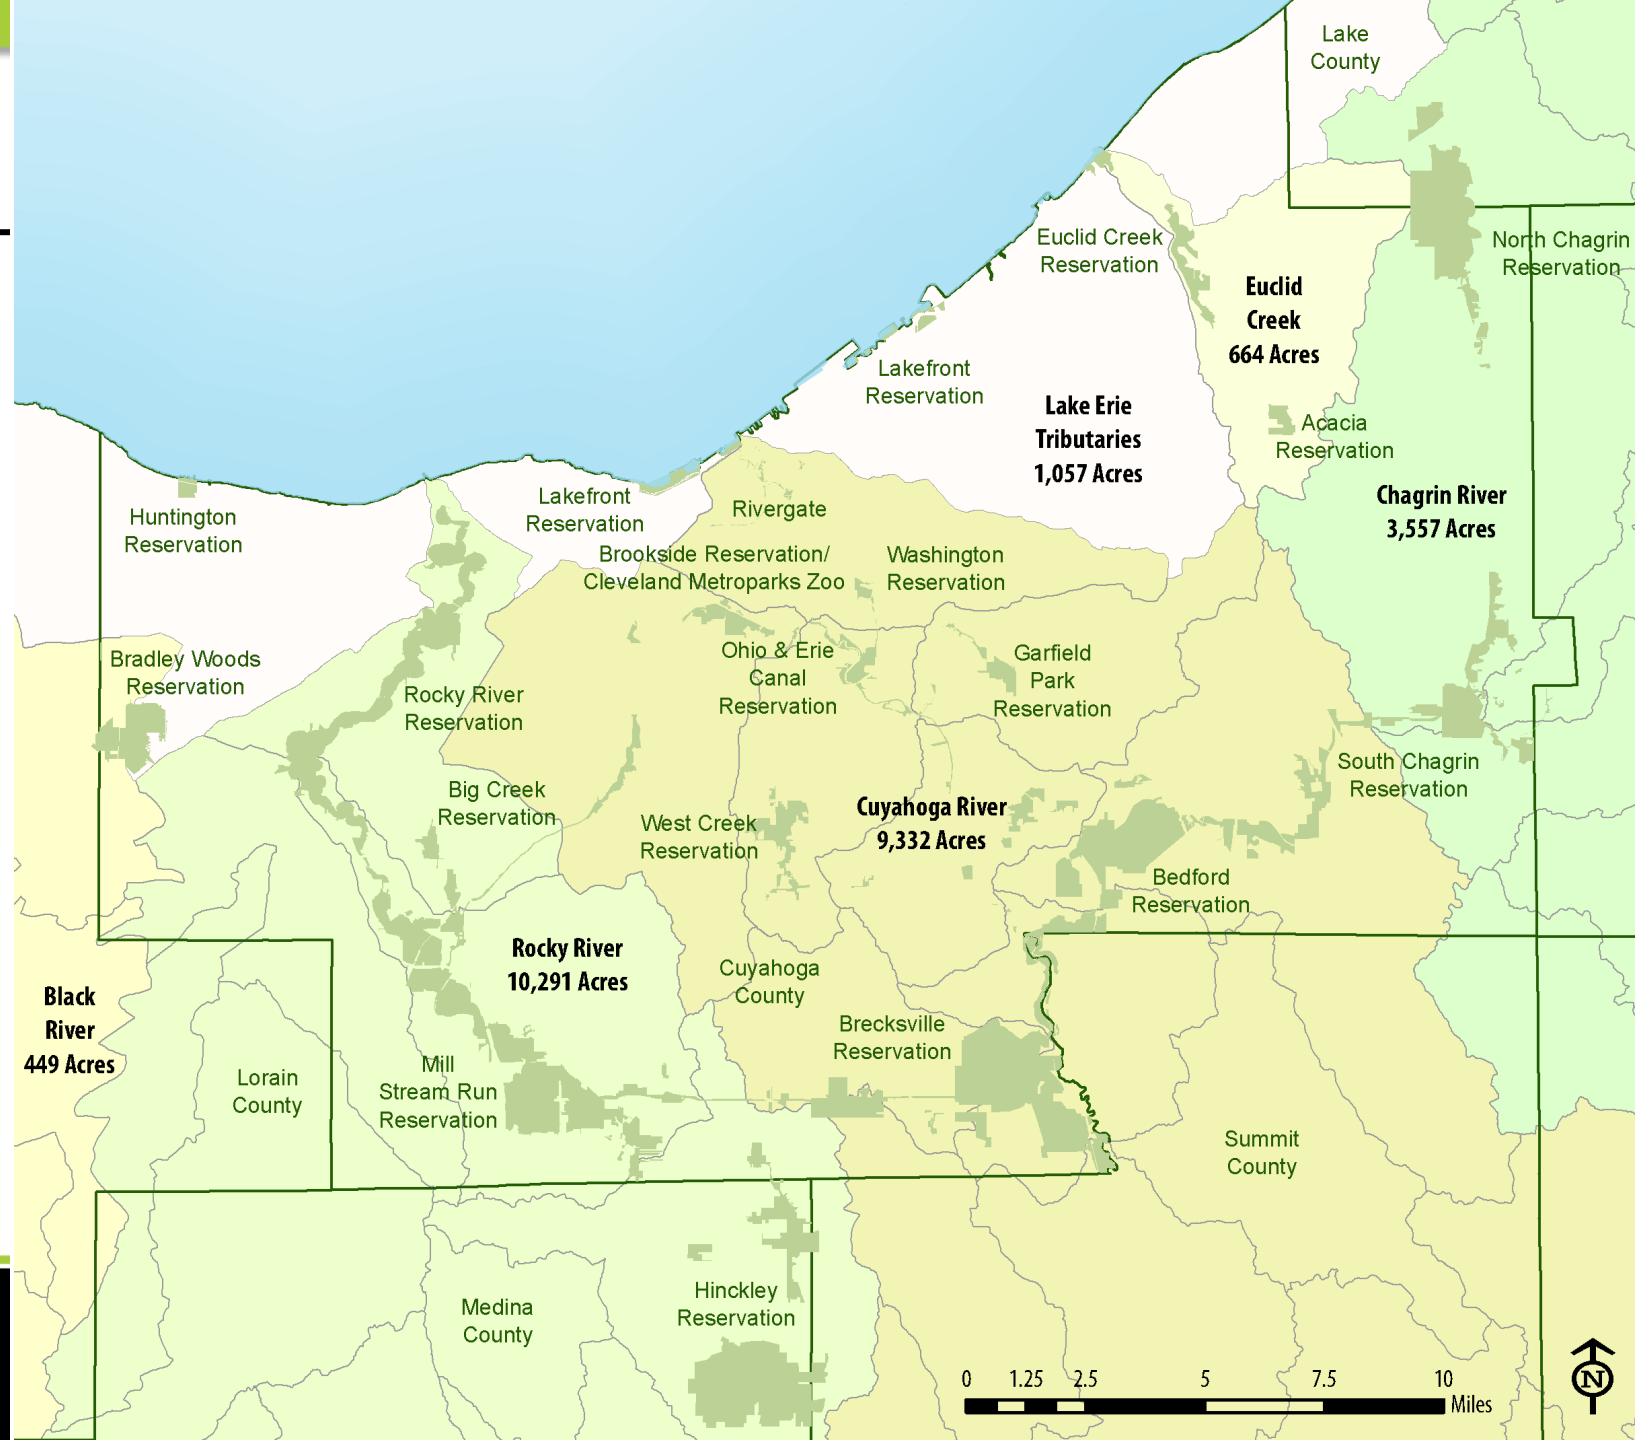 Lake
County
North Chagrin
Reservation
Euclid Creek
Reservation
Euclid
Creek
664 Acres
Lakefront
Reservation
Lake Erie
Tributaries
1,057 Acres
Acacia
Reservation
Chagrin River
3,557 Acres
Huntington
Reservation
Lakefront
Reservation
Rivergate
Brookside Reservation/
Cleveland Metroparks Zoo
Washington
Reservation
Bradley Woods
Reservation
Rocky River
Reservation
Ohio & Erie
Canal
Reservation
Garfield
Park
Reservation
South Chagrin
Reservation
Big Creek
Reservation
West Creek
Reservation
Cuyahoga River
9,332 Acres
Bedford
Reservation
Rocky River
10,291 Acres
Cuyahoga
County
Black
River
449 Acres
Brecksville
Reservation
Lorain
County
Mill
Stream Run
Reservation
Summit
County
Hinckley
Reservation
Medina
County
0 1.25 2.5 5 7.5 10
Miles
N